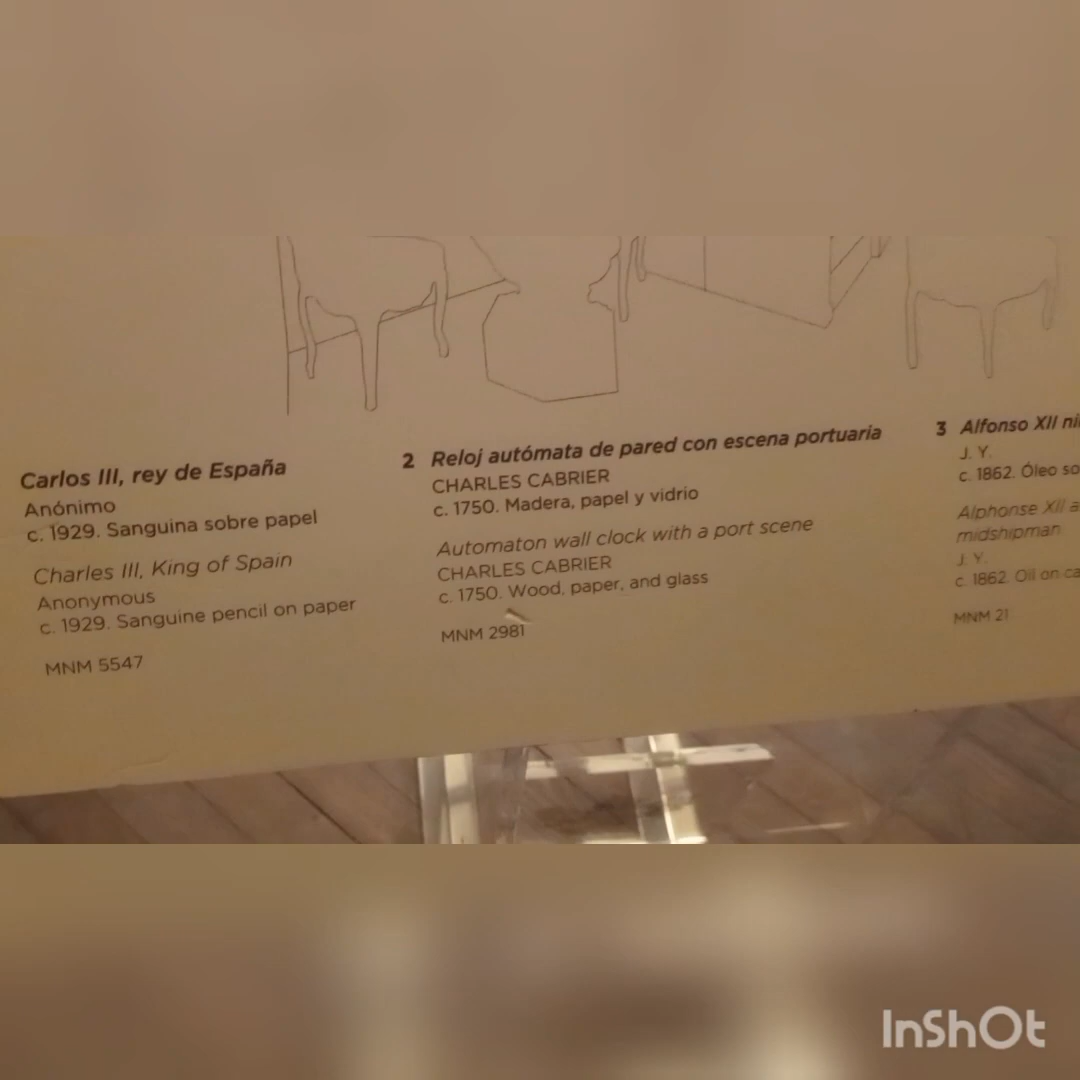 Carlos III, rey de España
Anónimo
c. 1929. Sanguina sobre papel
Charles III, King of Spain
Anonymous
c. 1929. Sanguine pencil on paper
MNM 5547
2 Reloj autómata de pared con escena portuaria
CHARLES CABRIER
c. 1750. Madera, papel y vidrio
Automaton wall clock with a port scene
CHARLES CABRIER
c. 1750. Wood, paper, and glass
MNM 2981
3 Alfonso XII
J. Y.
c. 1862. Óleo
Alphonse XII
midshipman
J. Y.
c. 1862. Oil on
MNM 21
InShOt